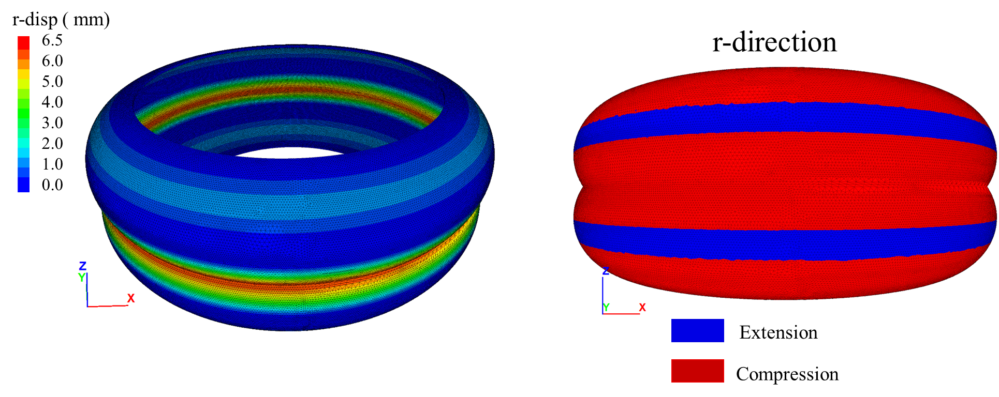 r-disp ( mm)
6.5
6.0
5.0
4.0
3.0
2.0
1.0
0.0
Z
Y
X
r-direction
Z
Y
X
Extension
Compression